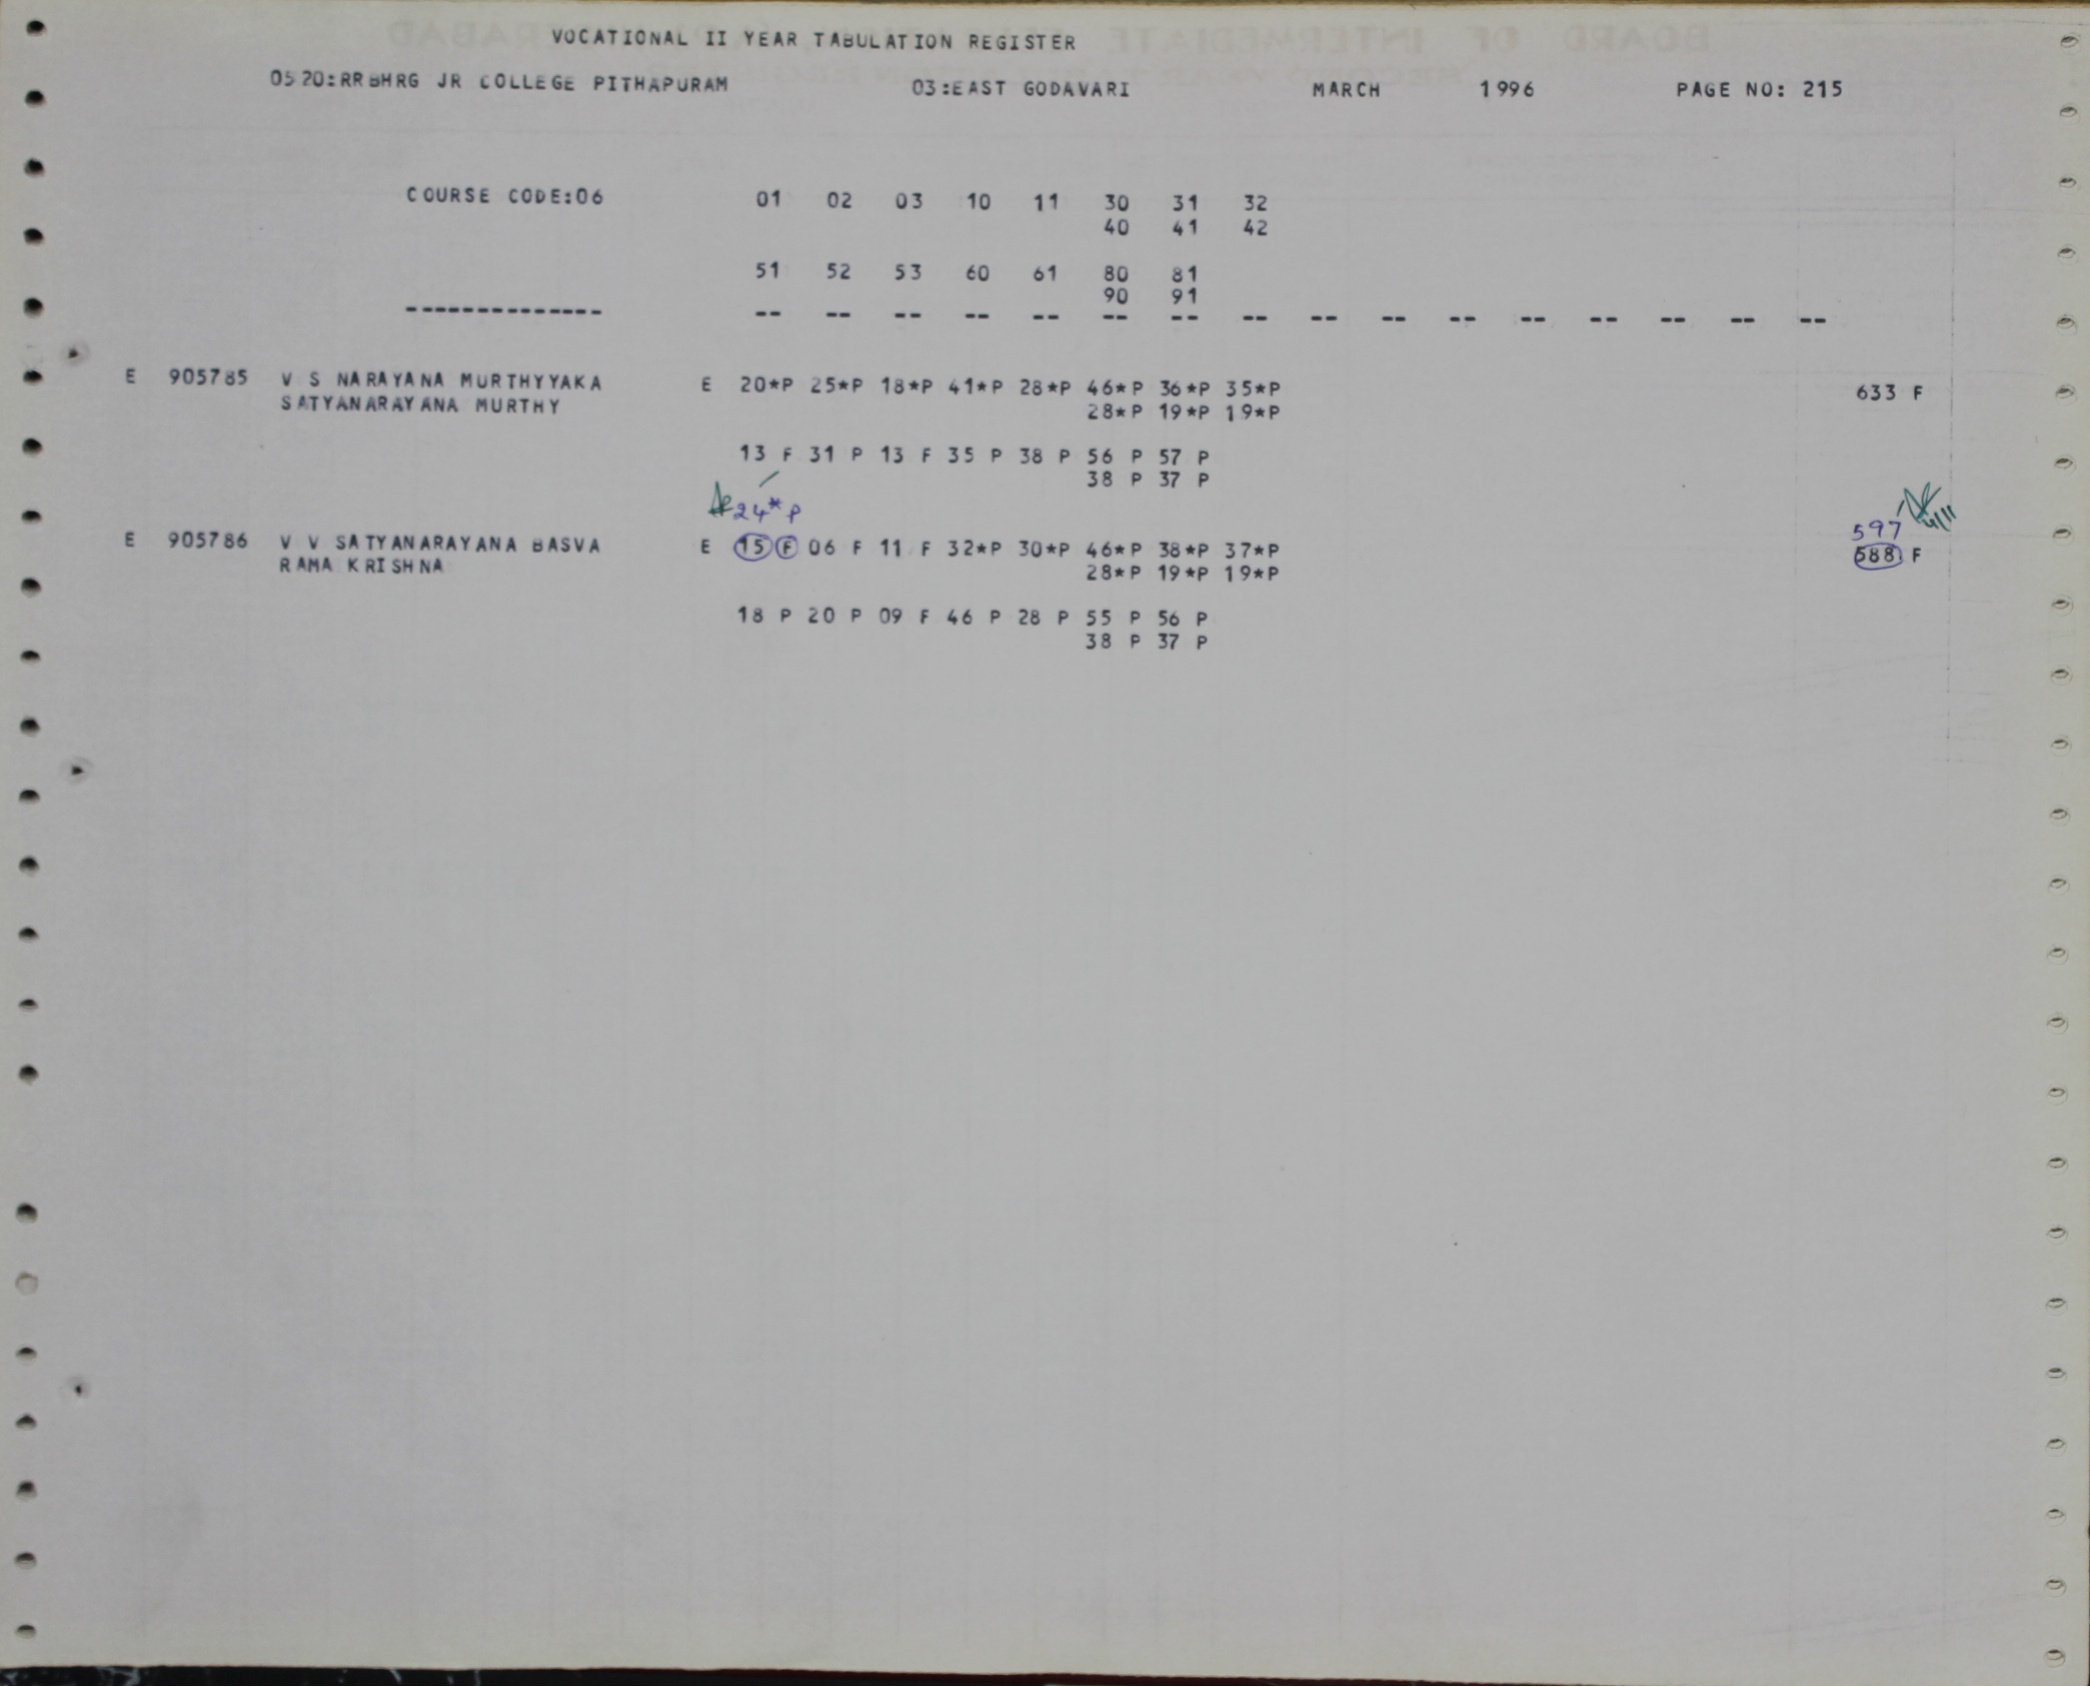 VOCATIONAL II YEAR TABULATION REGISTER
0520:RRBHRG JR COLLEGE PITHAPURAM 03:EAST GODAVARI MARCH 1996 PAGE NO: 215
COURSE CODE:06 01 02 03 10 11 30 31 32
40 41 42
51 52 53 60 61 80 81
90 91
-------------- -- -- -- -- -- -- -- -- -- -- -- -- -- -- -- --
E 905785 V S NARAYANA MURTHYYAKA E 20*P 25*P 18*P 41*P 28*P 46*P 36*P 35*P 633 F
SATYANARAYANA MURTHY 28*P 19*P 19*P
13 F 31 P 13 F 35 P 38 P 56 P 57 P
38 P 37 P
24*P 597
E 905786 V V SATYANARAYANA BASVA E 15 F 06 F 11 F 32*P 30*P 46*P 38*P 37*P 588 F
RAMA KRISHNA 28*P 19*P 19*P
18 P 20 P 09 F 46 P 28 P 55 P 56 P
38 P 37 P